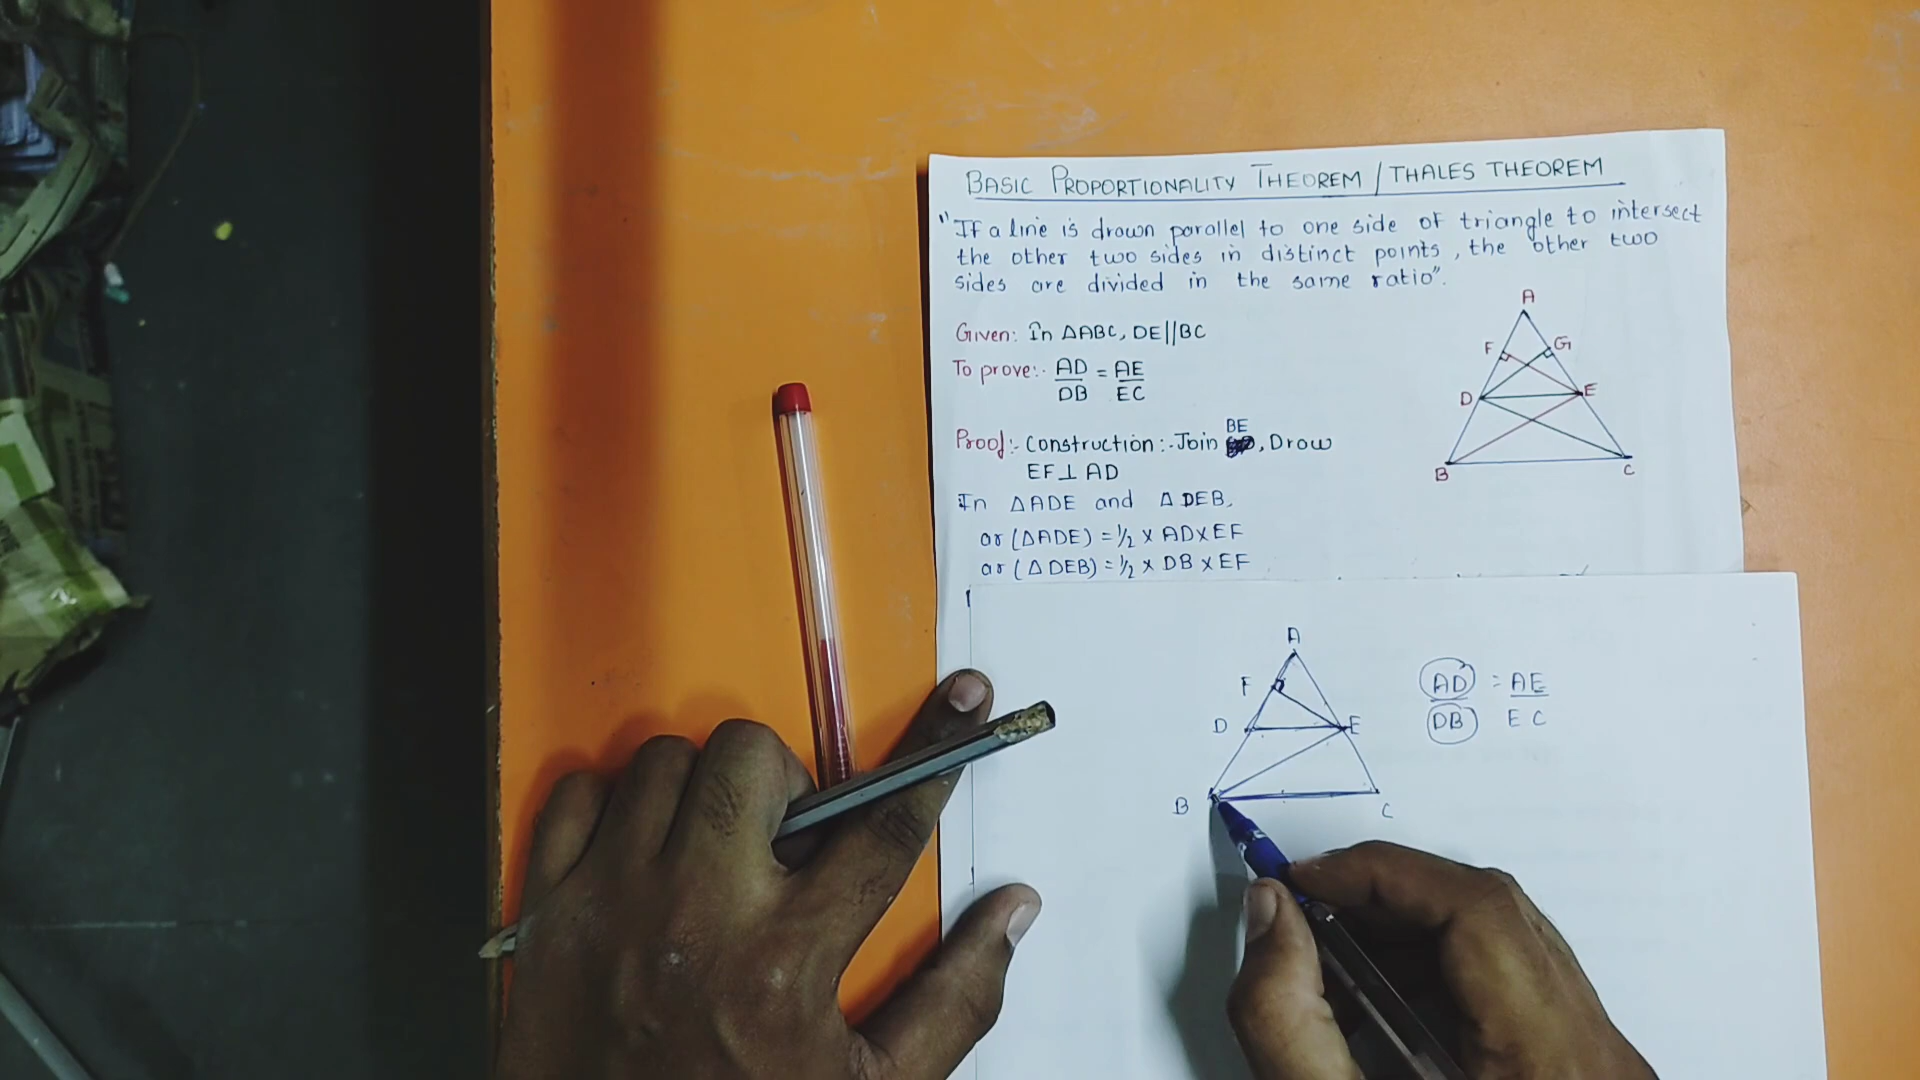 BASIC PROPORTIONALITY THEOREM / THALES THEOREM
"If a line is drawn parallel to one side of triangle to intersect
the other two sides in distinct points, the other two
sides are divided in the same ratio".
Given: In ΔABC, DE||BC
To prove:- AD/DB = AE/EC
Proof:- Construction:- Join BE, Draw
EF⊥AD
In ΔADE and ΔDEB,
ar (ΔADE) = 1/2 × AD×EF
ar (ΔDEB) = 1/2 × DB × EF
A
F G
D E
B C
A
F
D E
B C
AD = AE
DB EC